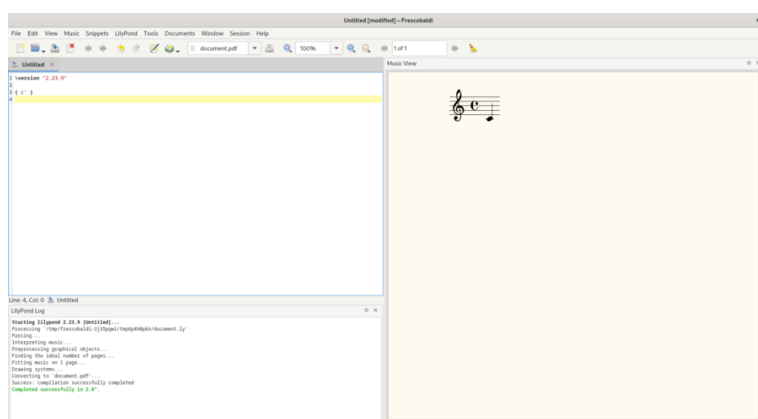 Untitled [modified] – Frescobaldi
File Edit View Music Snippets LilyPond Tools Documents Window Session Help
document.pdf 100% 1 of 1
Untitled
Music View
1 \version "2.23.9"
2
3 { c' }
4
Line: 4, Col: 0 Untitled
LilyPond Log
Starting lilypond 2.23.9 [Untitled]...
Parsing...
Interpreting music...
Preprocessing graphical objects...
Finding the ideal number of pages...
Fitting music on 1 page...
Drawing systems...
Converting to `document.pdf'...
Success: compilation successfully completed
Completed successfully in 2.0".